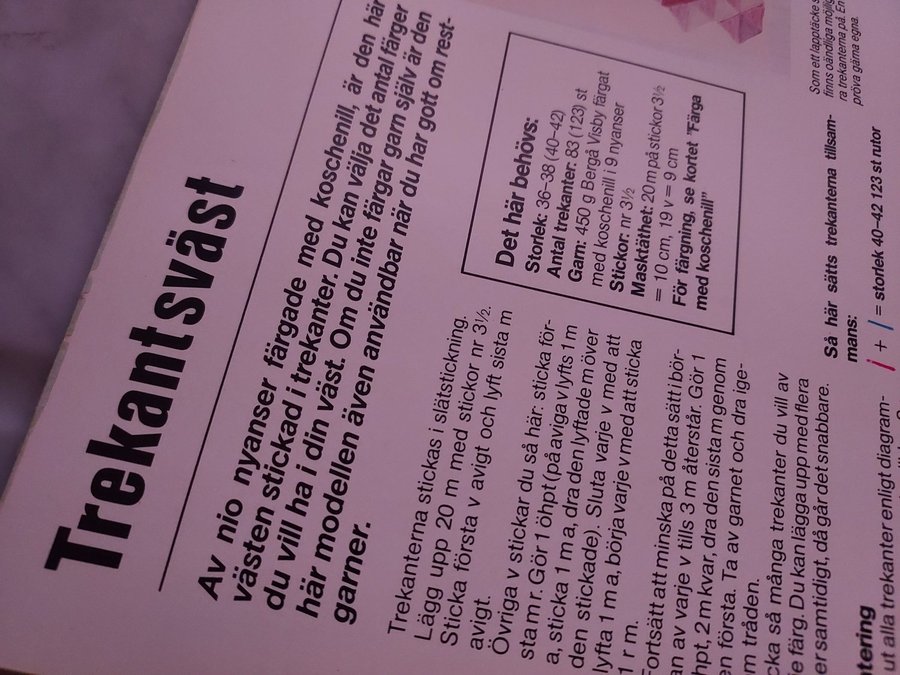 Trekantsväst
Av nio nyanser färgade med koschenill, är den här
västen stickad i trekanter. Du kan välja det antal färger
du vill ha i din väst. Om du inte färgar garn själv är den
här modellen även användbar när du har gott om rest-
garner.
Trekanterna stickas i slätstickning.
Lägg upp 20 m med stickor nr 3½.
Sticka första v avigt och lyft sista m
avigt.
Övriga v stickar du så här: sticka för-
sta m r. Gör 1 öhpt (på aviga v lyfts 1 m
a, sticka 1 m a, dra den lyftade m över
den stickade). Sluta varje v med att
lyfta 1 m a, börja varje v med att sticka
1 r m.
Fortsätt att minska på detta sätt i bör-
an av varje v tills 3 m återstår. Gör 1
hpt, 2 m kvar, dra den sista m genom
en första. Ta av garnet och dra ige-
m tråden.
cka så många trekanter du vill av
e färg. Du kan lägga upp med flera
er samtidigt, då går det snabbare.
tering
ut alla trekanter enligt diagram-
Det här behövs:
Storlek: 36–38 (40–42)
Antal trekanter: 83 (123) st
Garn: 450 g Bergå Visby färgat
med koschenill i 9 nyanser
Stickor: nr 3½
Masktäthet: 20 m på stickor 3½
= 10 cm, 19 v = 9 cm
För färgning, se kortet "Färga
med koschenill"
Så här sätts trekanterna tillsam-
mans:
/ + / = storlek 40–42 123 st rutor
Som ett lapptäcke s
finns oändliga möjlig
ra trekanterna på. En
pröva gärna egna.